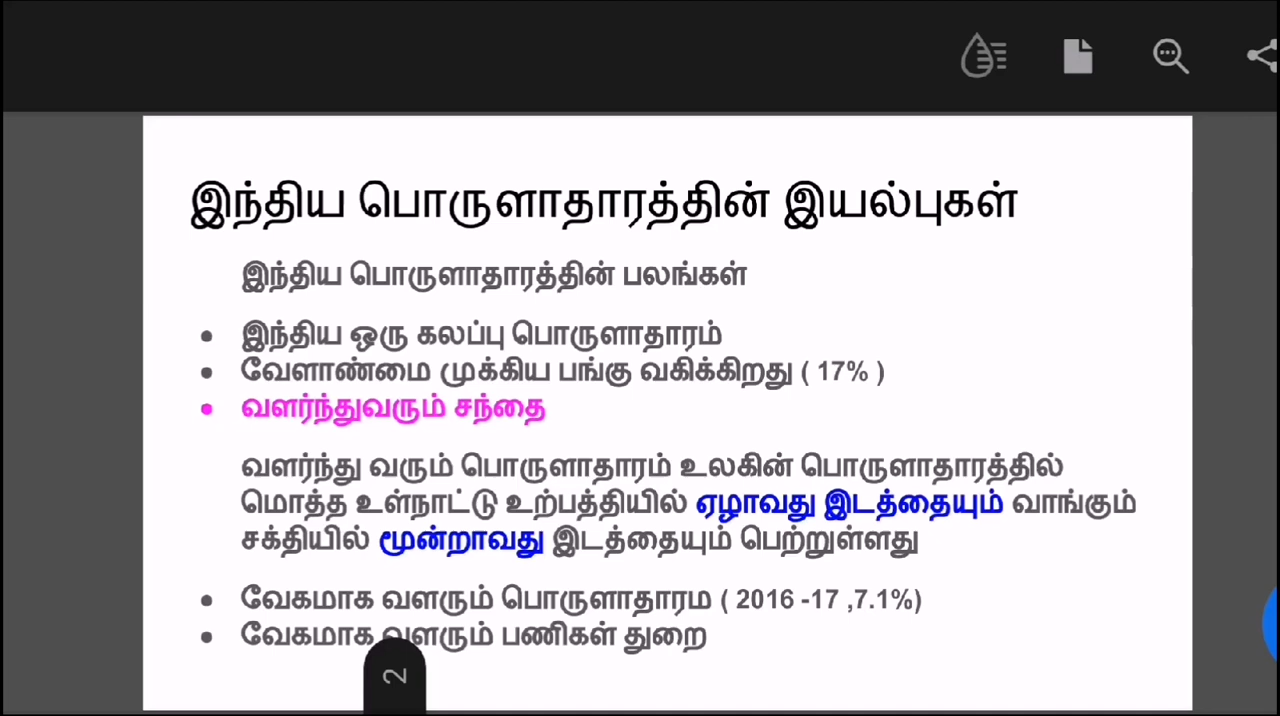 இந்திய பொருளாதாரத்தின் இயல்புகள்
இந்திய பொருளாதாரத்தின் பலங்கள்
• இந்திய ஒரு கலப்பு பொருளாதாரம்
• வேளாண்மை முக்கிய பங்கு வகிக்கிறது ( 17% )
• வளர்ந்துவரும் சந்தை
வளர்ந்து வரும் பொருளாதாரம் உலகின் பொருளாதாரத்தில்
மொத்த உள்நாட்டு உற்பத்தியில் ஏழாவது இடத்தையும் வாங்கும்
சக்தியில் மூன்றாவது இடத்தையும் பெற்றுள்ளது
• வேகமாக வளரும் பொருளாதாரம ( 2016 -17 ,7.1%)
• வேகமாக வளரும் பணிகள் துறை
2